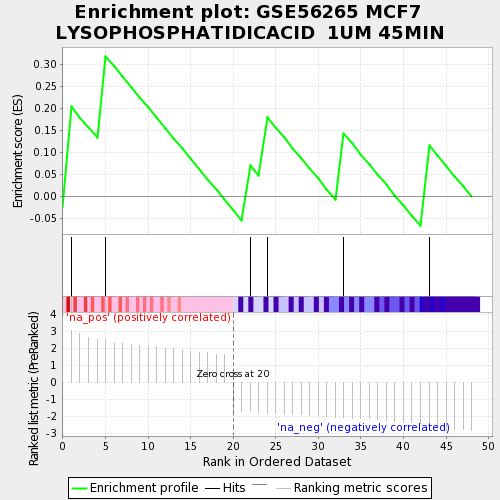 Enrichment plot: GSE56265 MCF7
LYSOPHOSPHATIDICACID 1UM 45MIN
Enrichment score (ES)
0.30
0.25
0.20
0.15
0.10
0.05
0.00
-0.05
'na_pos' (positively correlated)
Ranked list metric (PreRanked)
4
3
2
1
0
-1
-2
-3
Zero cross at 20
'na_neg' (negatively correlated)
0 5 10 15 20 25 30 35 40 45 50
Rank in Ordered Dataset
Enrichment profile Hits Ranking metric scores